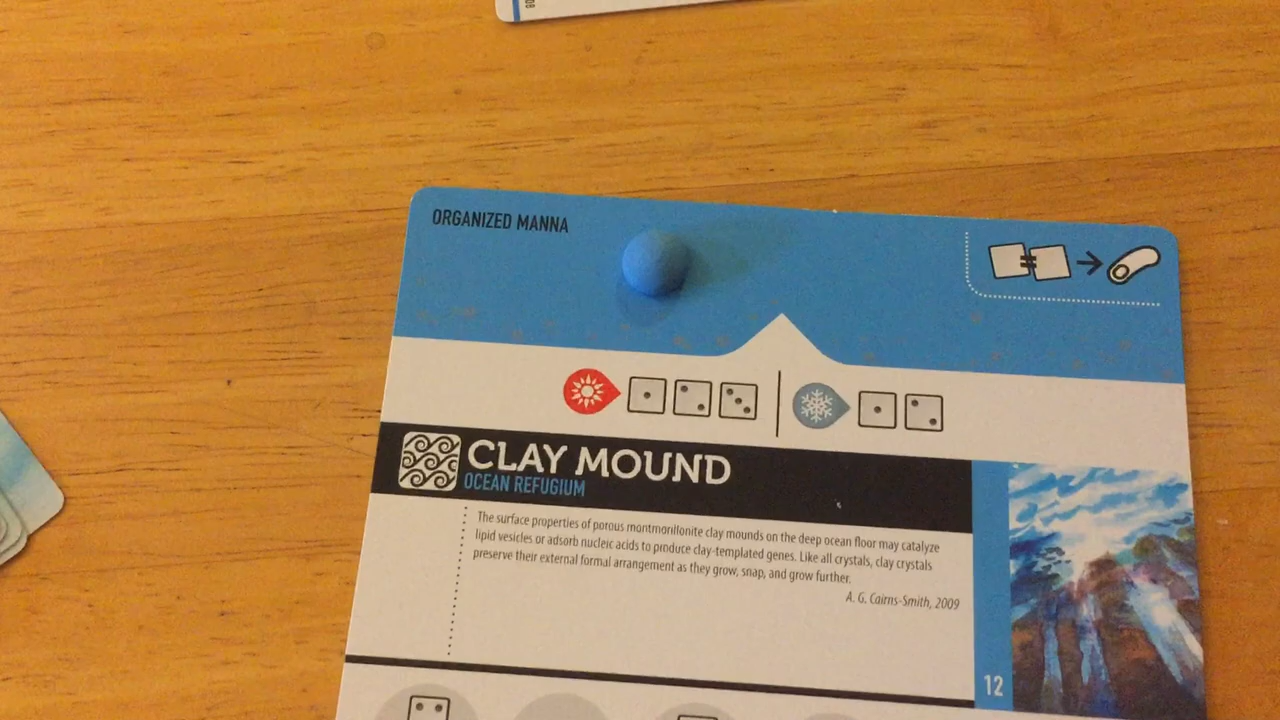 ORGANIZED MANNA
CLAY MOUND
OCEAN REFUGIUM
The surface properties of porous montmorillonite clay mounds on the deep ocean floor may catalyze
lipid vesicles or adsorb nucleic acids to produce clay-templated genes. Like all crystals, clay crystals
preserve their external formal arrangement as they grow, snap, and grow further.
A. G. Cairns-Smith, 2009
12